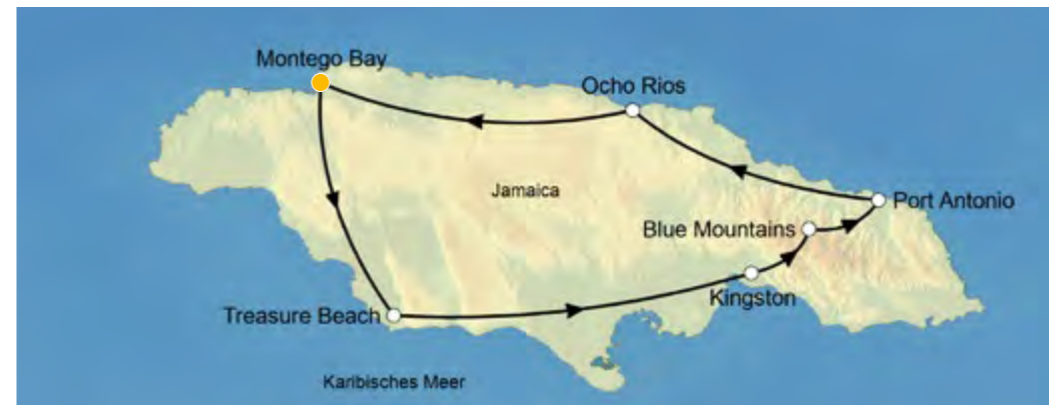 Montego Bay
Ocho Rios
Jamaica
Port Antonio
Blue Mountains
Kingston
Treasure Beach
Karibisches Meer